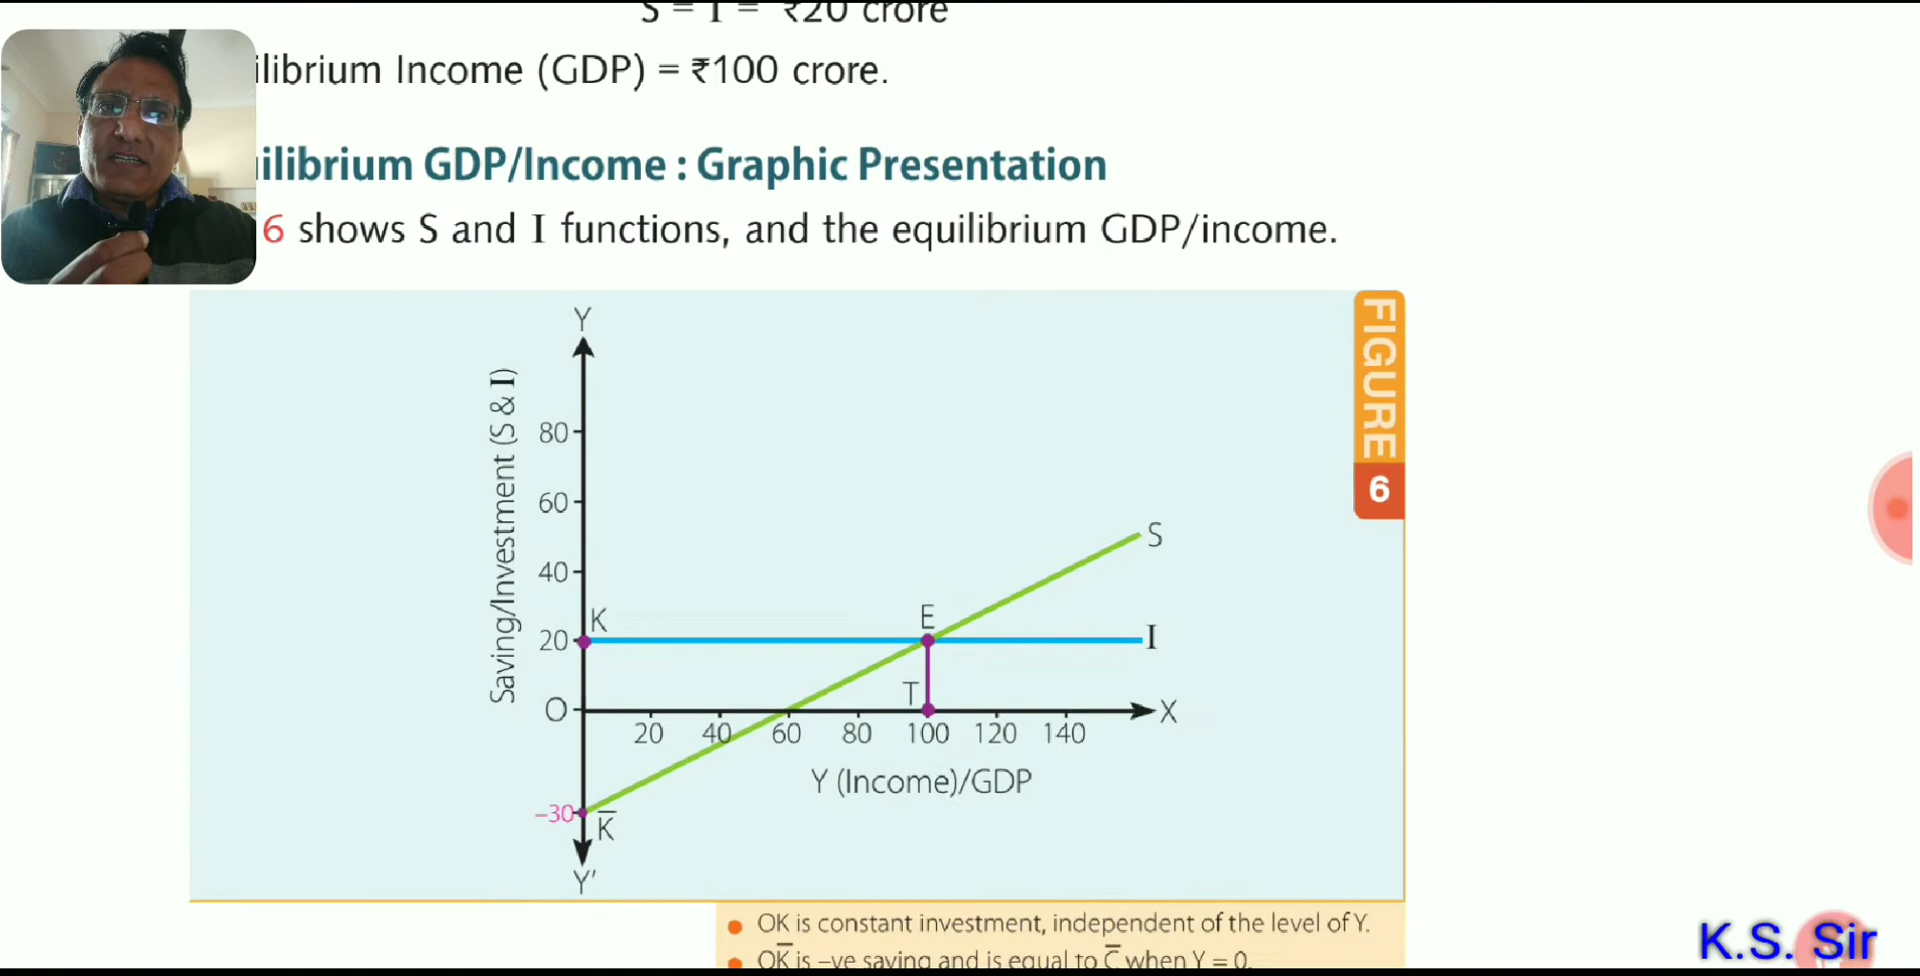 S = I = ₹20 crore
ilibrium Income (GDP) = ₹100 crore.
uilibrium GDP/Income : Graphic Presentation
6 shows S and I functions, and the equilibrium GDP/income.
FIGURE
6
Y
Saving/Investment (S & I)
80
60
40
20
O
–30
K
E
S
I
T
X
20 40 60 80 100 120 140
Y (Income)/GDP
K̅
Y'
• OK is constant investment, independent of the level of Y.
• OK̅ is –ve saving and is equal to C̅ when Y = 0.
K.S. Sir